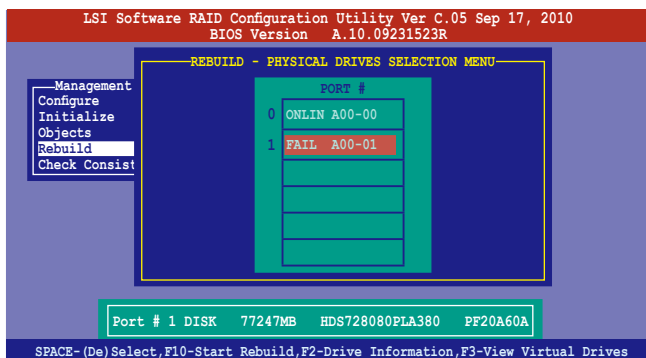 LSI Software RAID Configuration Utility Ver C.05 Sep 17, 2010
BIOS Version A.10.09231523R
REBUILD - PHYSICAL DRIVES SELECTION MENU
Management
Configure
Initialize
Objects
Rebuild
Check Consist
PORT #
0 ONLIN A00-00
1 FAIL A00-01
Port # 1 DISK 77247MB HDS728080PLA380 PF20A60A
SPACE-(De)Select,F10-Start Rebuild,F2-Drive Information,F3-View Virtual Drives